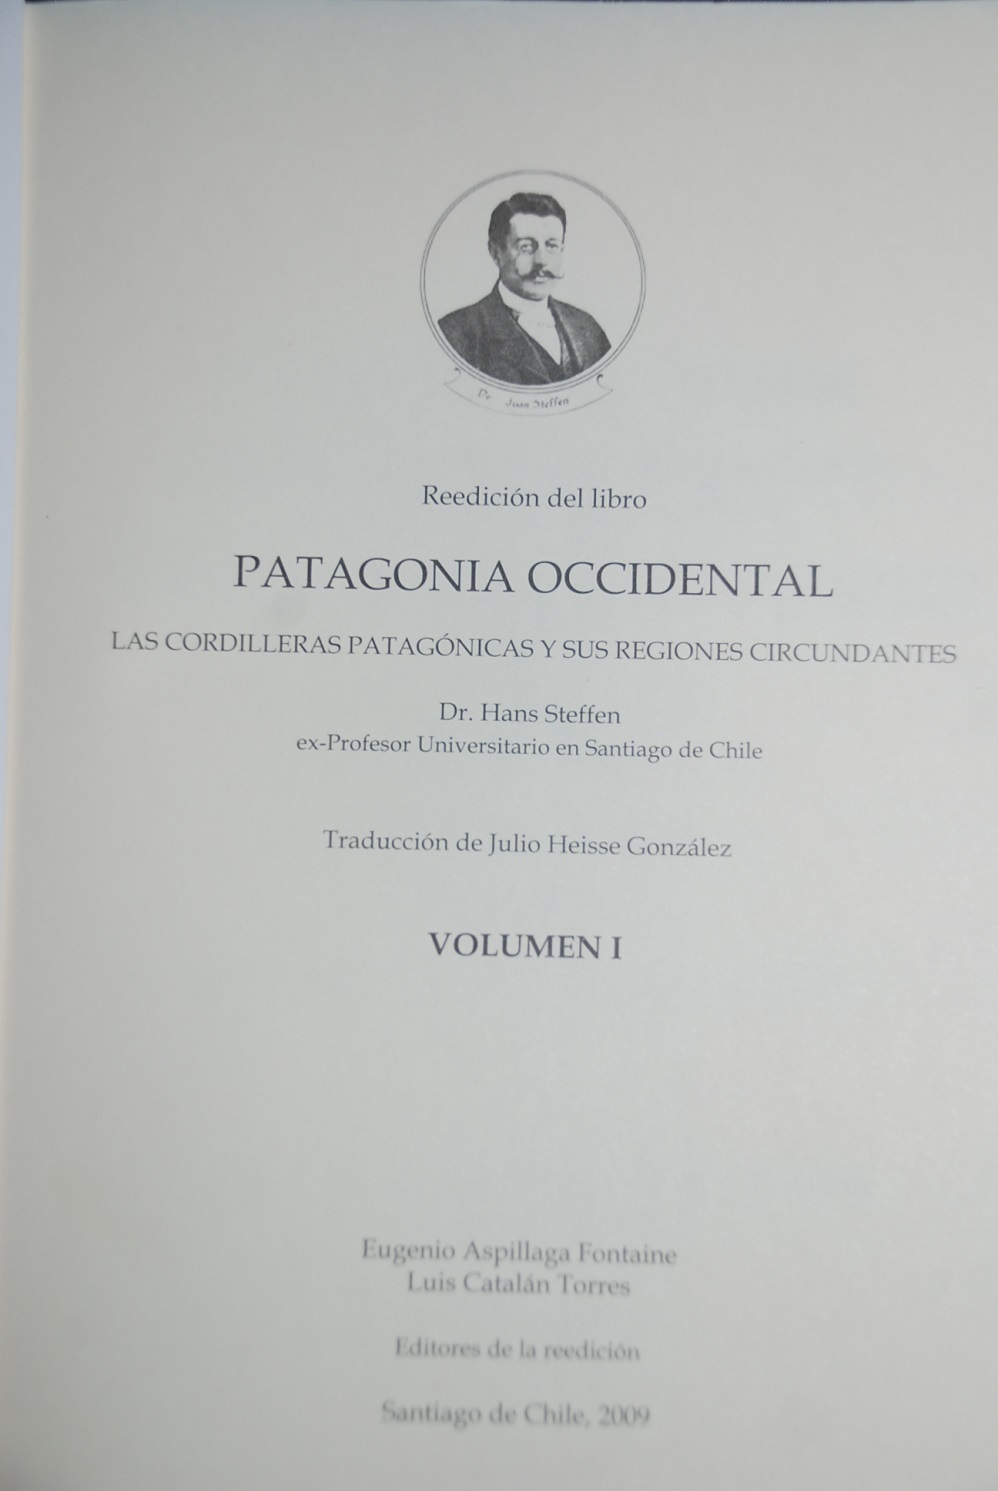 Dr. Juan Steffen
Reedición del libro
PATAGONIA OCCIDENTAL
LAS CORDILLERAS PATAGÓNICAS Y SUS REGIONES CIRCUNDANTES
Dr. Hans Steffen
ex-Profesor Universitario en Santiago de Chile
Traducción de Julio Heisse González
VOLUMEN I
Eugenio Aspillaga Fontaine
Luis Catalán Torres
Editores de la reedición
Santiago de Chile, 2009